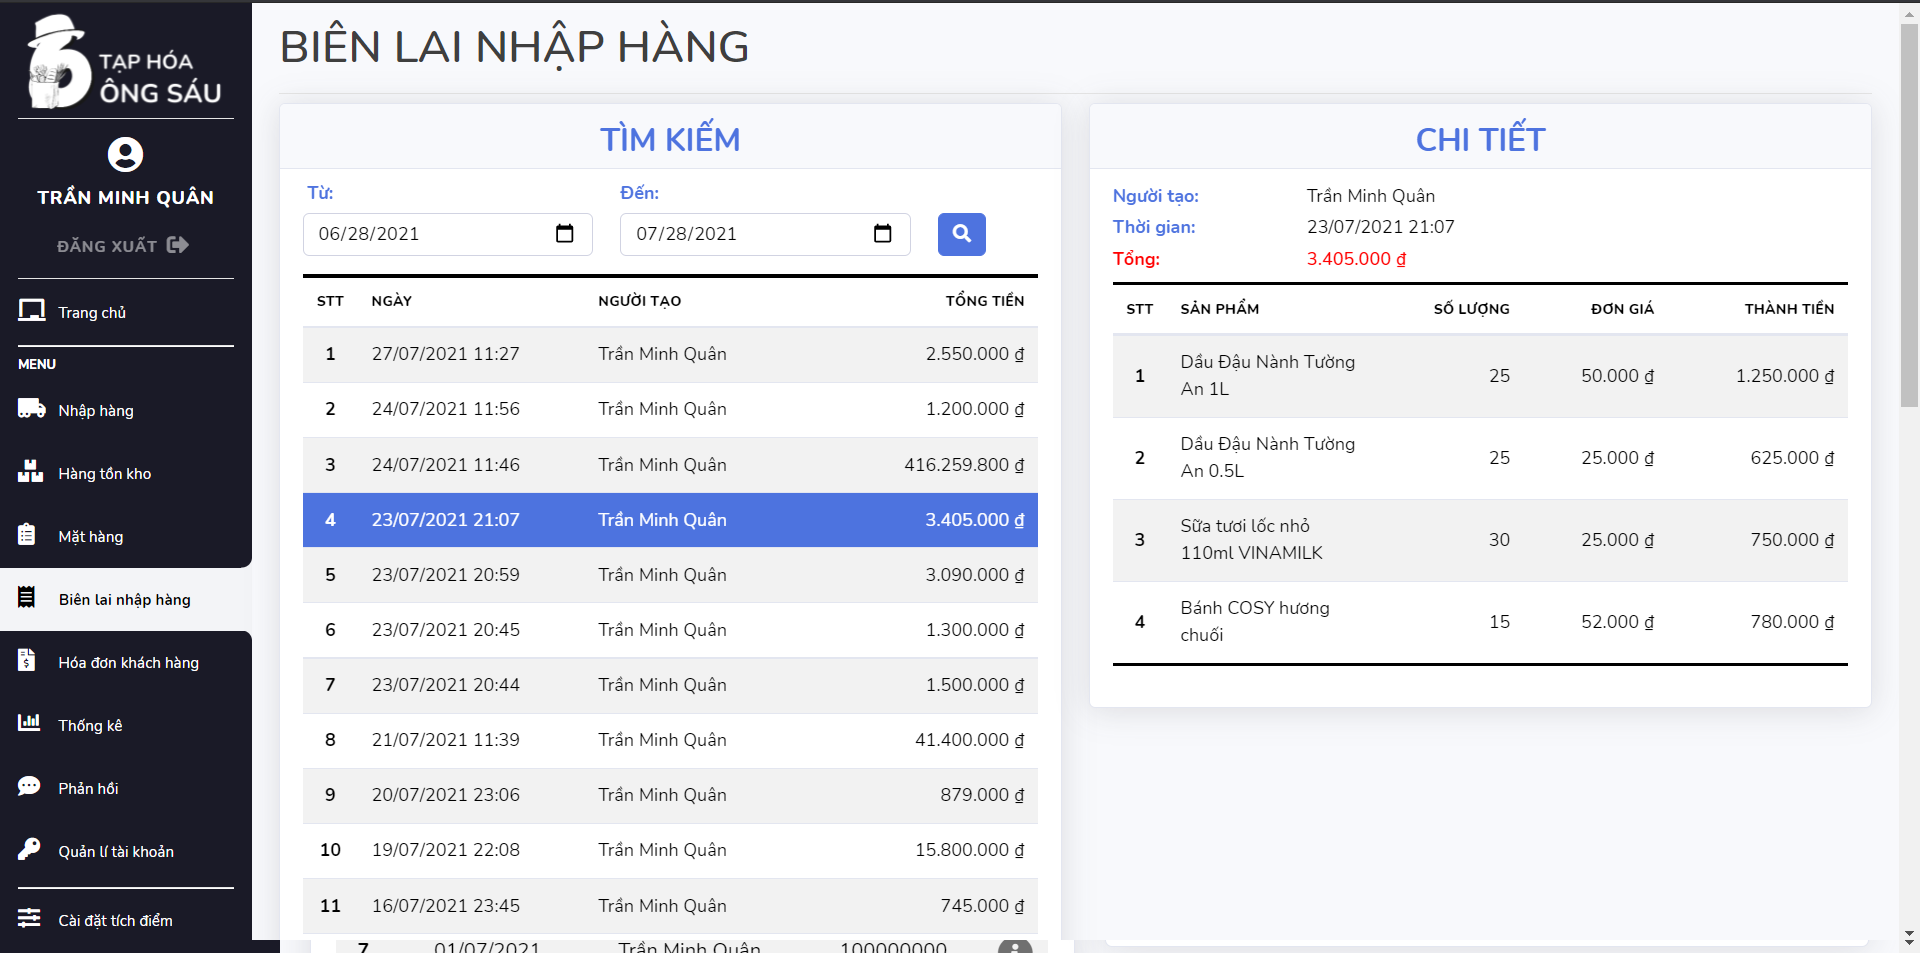 TẠP HÓA
ÔNG SÁU
TRẦN MINH QUÂN
ĐĂNG XUẤT
Trang chủ
MENU
Nhập hàng
Hàng tồn kho
Mặt hàng
Biên lai nhập hàng
Hóa đơn khách hàng
Thống kê
Phản hồi
Quản lí tài khoản
Cài đặt tích điểm
BIÊN LAI NHẬP HÀNG
TÌM KIẾM
Từ: Đến:
06/28/2021 07/28/2021
STT NGÀY NGƯỜI TẠO TỔNG TIỀN
1 27/07/2021 11:27 Trần Minh Quân 2.550.000 ₫
2 24/07/2021 11:56 Trần Minh Quân 1.200.000 ₫
3 24/07/2021 11:46 Trần Minh Quân 416.259.800 ₫
4 23/07/2021 21:07 Trần Minh Quân 3.405.000 ₫
5 23/07/2021 20:59 Trần Minh Quân 3.090.000 ₫
6 23/07/2021 20:45 Trần Minh Quân 1.300.000 ₫
7 23/07/2021 20:44 Trần Minh Quân 1.500.000 ₫
8 21/07/2021 11:39 Trần Minh Quân 41.400.000 ₫
9 20/07/2021 23:06 Trần Minh Quân 879.000 ₫
10 19/07/2021 22:08 Trần Minh Quân 15.800.000 ₫
11 16/07/2021 23:45 Trần Minh Quân 745.000 ₫
7 01/07/2021 Trần Minh Quân 100000000
CHI TIẾT
Người tạo: Trần Minh Quân
Thời gian: 23/07/2021 21:07
Tổng: 3.405.000 ₫
STT SẢN PHẨM SỐ LƯỢNG ĐƠN GIÁ THÀNH TIỀN
1 Dầu Đậu Nành Tường An 1L 25 50.000 ₫ 1.250.000 ₫
2 Dầu Đậu Nành Tường An 0.5L 25 25.000 ₫ 625.000 ₫
3 Sữa tươi lốc nhỏ 110ml VINAMILK 30 25.000 ₫ 750.000 ₫
4 Bánh COSY hương chuối 15 52.000 ₫ 780.000 ₫